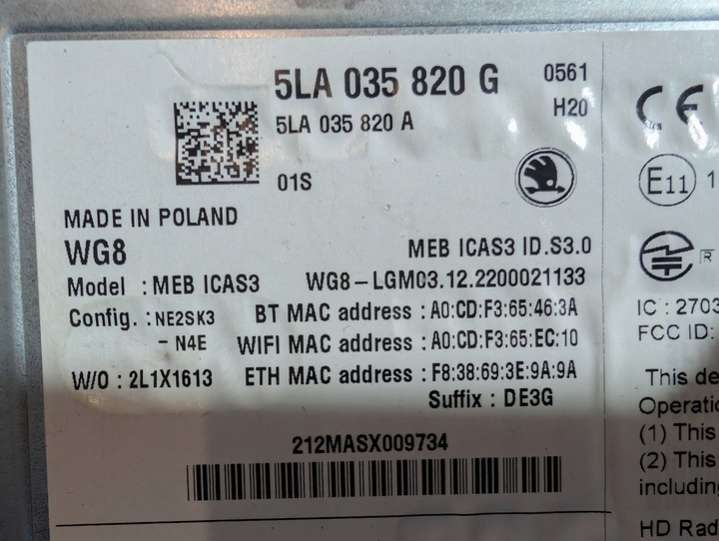 5LA 035 820 G 0561
5LA 035 820 A H20
01S
MADE IN POLAND
WG8 MEB ICAS3 ID.S3.0
Model : MEB ICAS3 WG8-LGM03.12.2200021133
Config. : NE2SK3 BT MAC address : A0:CD:F3:65:46:3A
- N4E WIFI MAC address : A0:CD:F3:65:EC:10
W/O : 2L1X1613 ETH MAC address : F8:38:69:3E:9A:9A
Suffix : DE3G
212MASX009734
CE
E11 1
R
IC : 2703
FCC ID:
This de
Operatio
(1) This
(2) This
includin
HD Rad